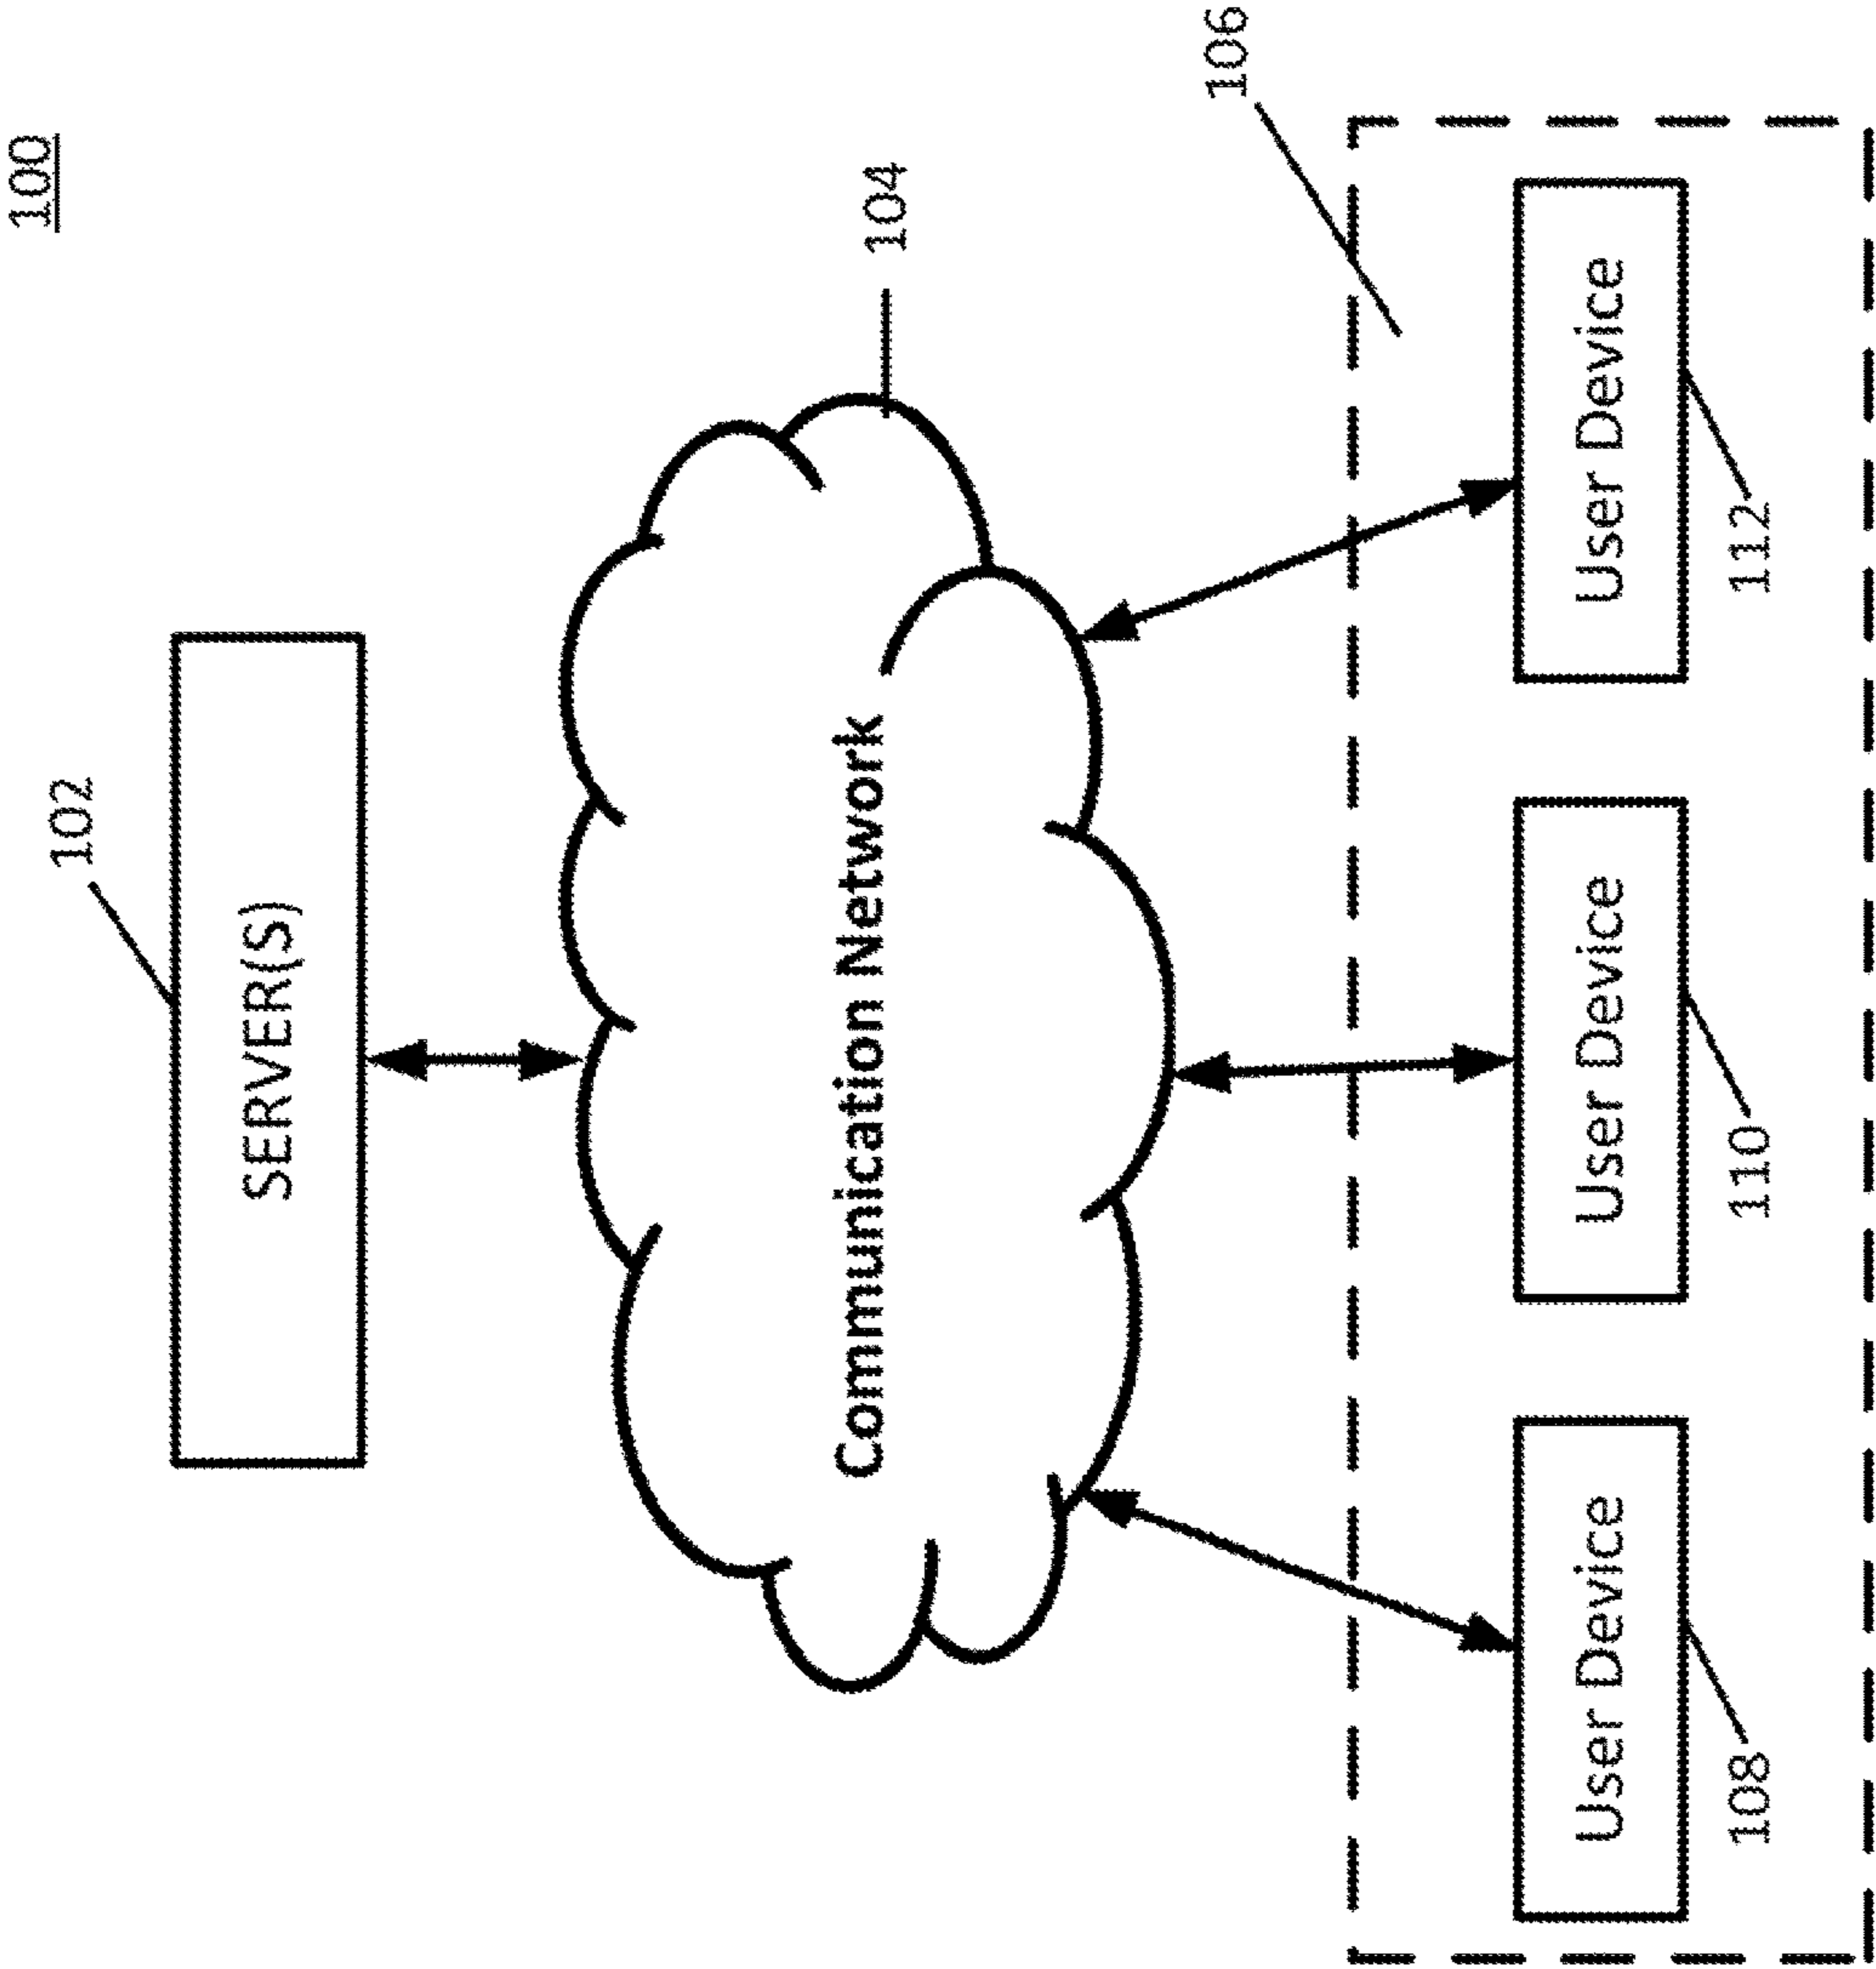 100
102
SERVER(S)
104
Communication Network
106
User Device
User Device
User Device
108
110
112